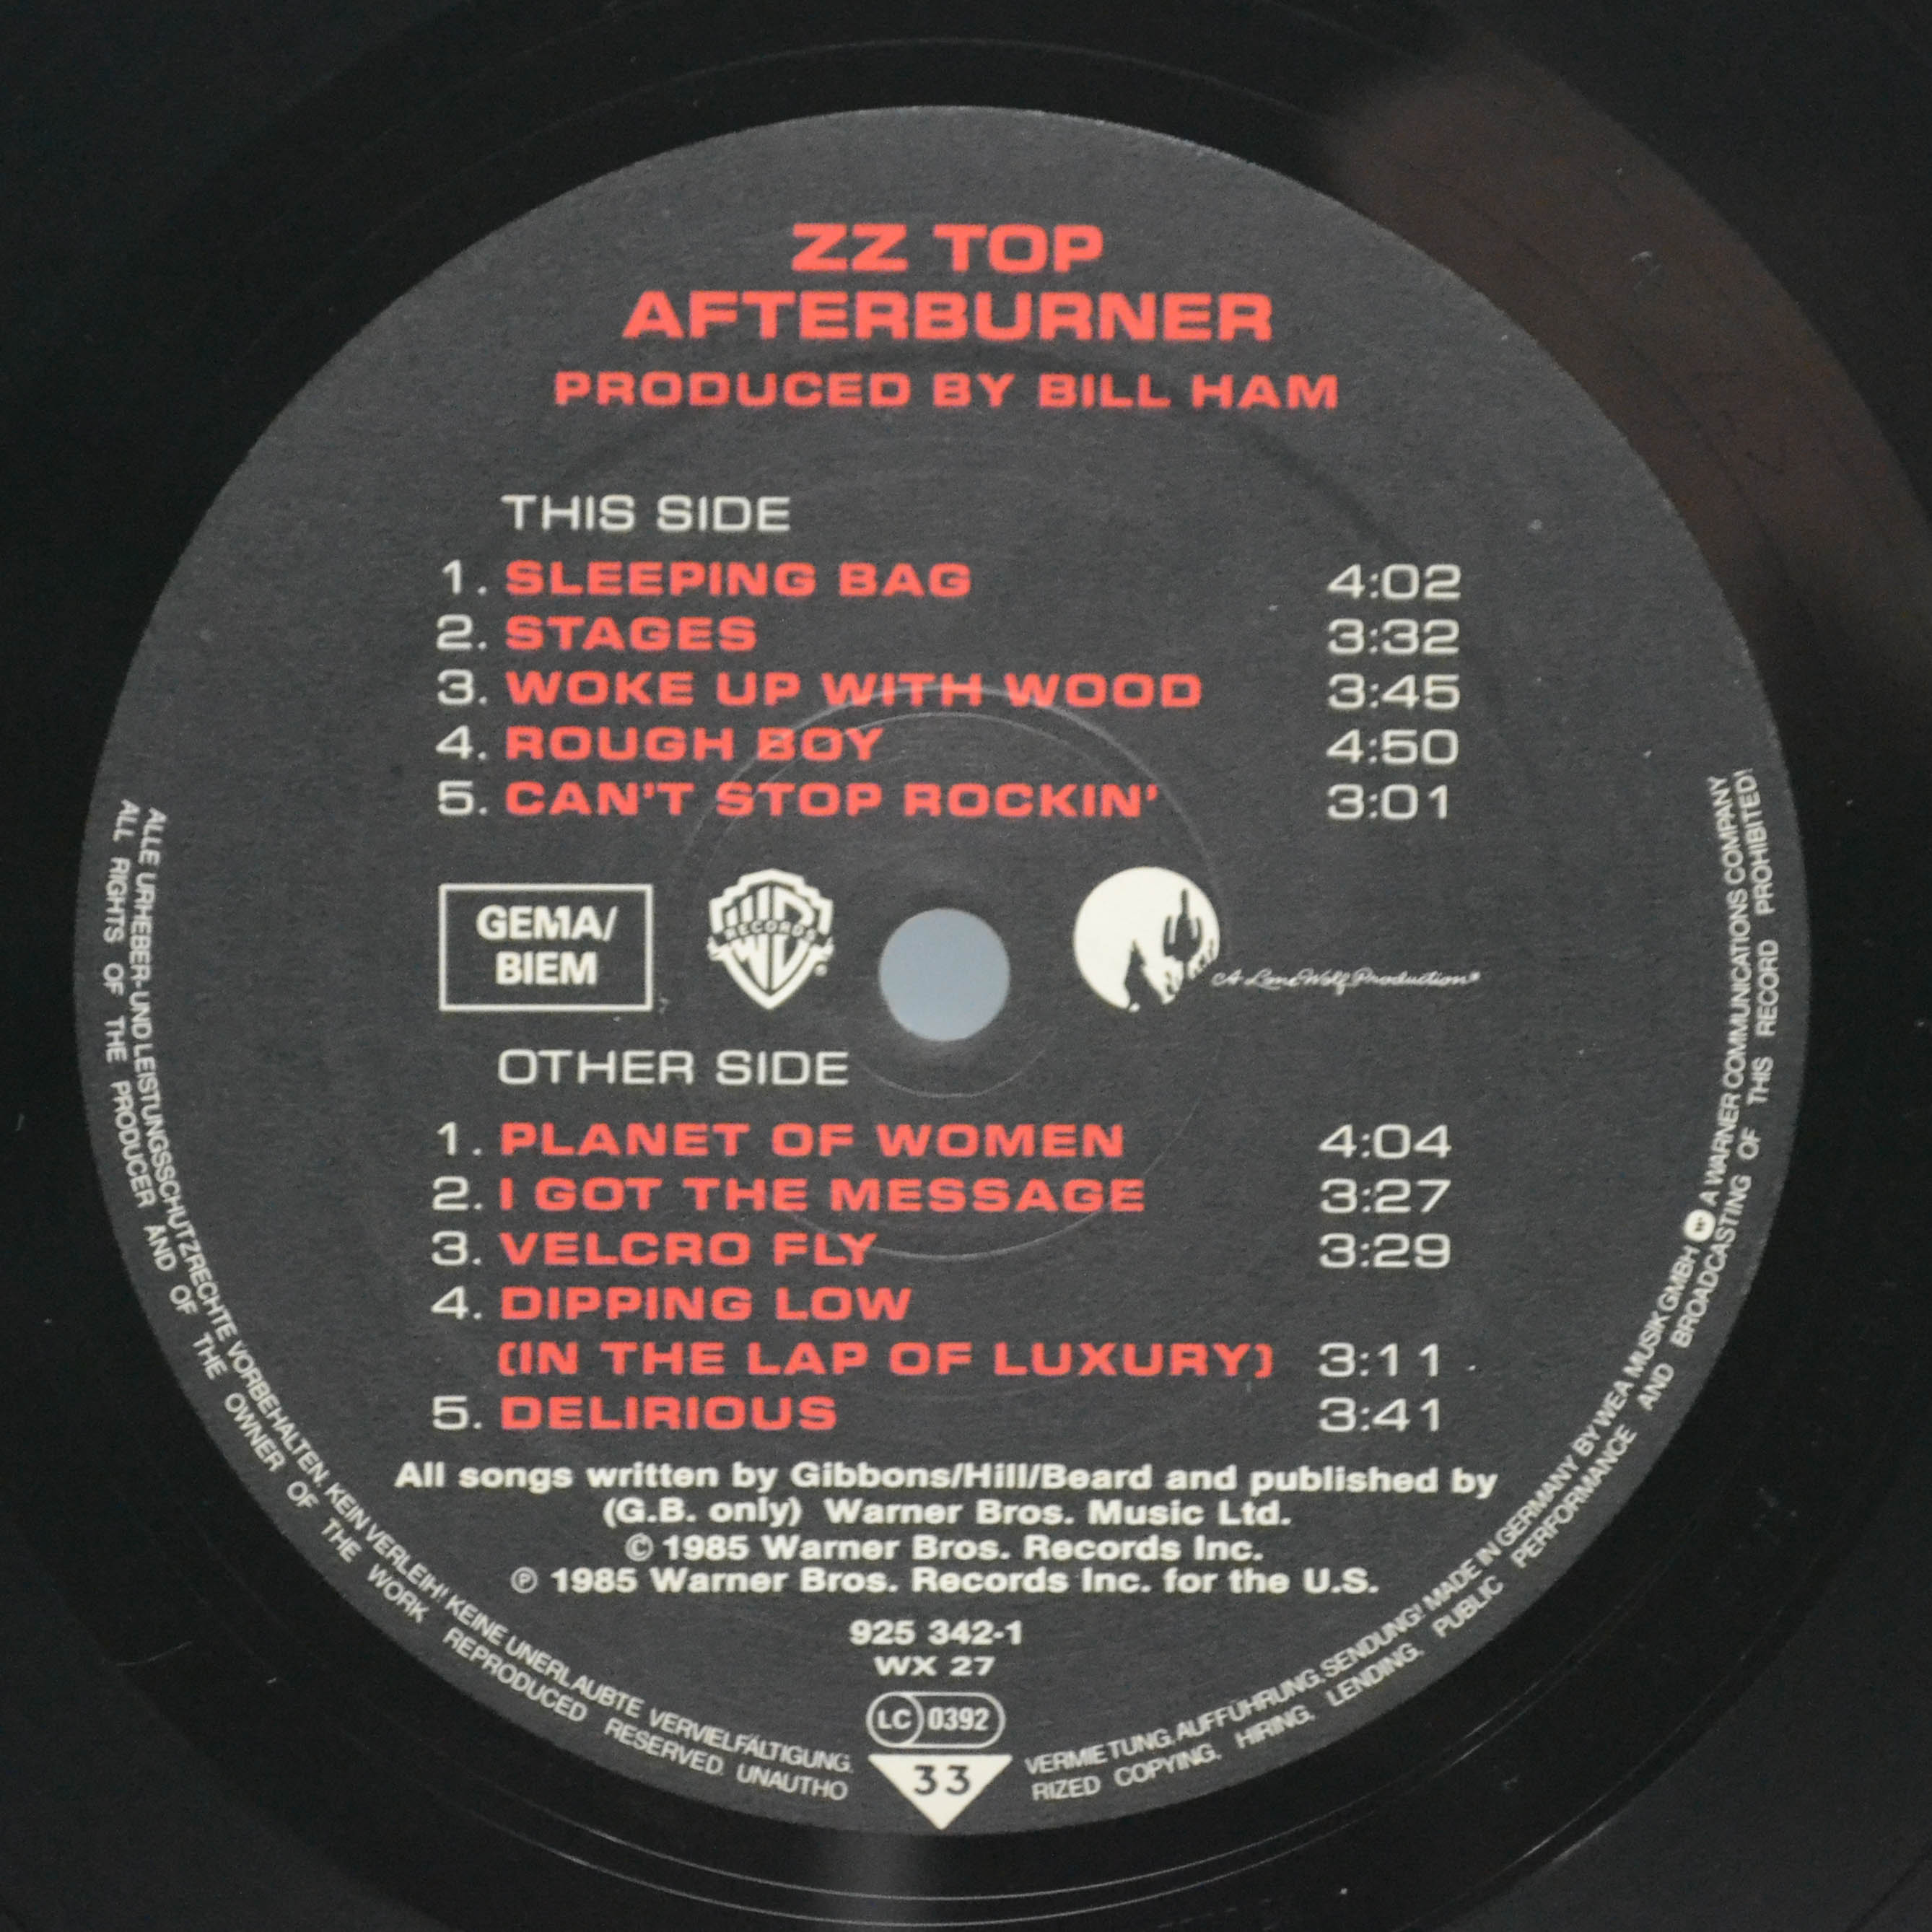 ZZ TOP
AFTERBURNER
PRODUCED BY BILL HAM
THIS SIDE
1. SLEEPING BAG 4:02
2. STAGES 3:32
3. WOKE UP WITH WOOD 3:45
4. ROUGH BOY 4:50
5. CAN'T STOP ROCKIN' 3:01
GEMA/
BIEM
RECORDS
A Lone Wolf Production®
OTHER SIDE
1. PLANET OF WOMEN 4:04
2. I GOT THE MESSAGE 3:27
3. VELCRO FLY 3:29
4. DIPPING LOW
(IN THE LAP OF LUXURY) 3:11
5. DELIRIOUS 3:41
All songs written by Gibbons/Hill/Beard and published by
(G.B. only) Warner Bros. Music Ltd.
© 1985 Warner Bros. Records Inc.
℗ 1985 Warner Bros. Records Inc. for the U.S.
925 342-1
WX 27
LC 0392
33
ALLE URHEBER- UND LEISTUNGSSCHUTZRECHTE VORBEHALTEN. KEIN VERLEIH! KEINE UNERLAUBTE VERVIELFÄLTIGUNG, VERMIETUNG, AUFFÜHRUNG, SENDUNG! MADE IN GERMANY BY WEA MUSIK GMBH A WARNER COMMUNICATIONS COMPANY
ALL RIGHTS OF THE PRODUCER AND OF THE OWNER OF THE WORK REPRODUCED RESERVED. UNAUTHORIZED COPYING, HIRING, LENDING, PUBLIC PERFORMANCE AND BROADCASTING OF THIS RECORD PROHIBITED!